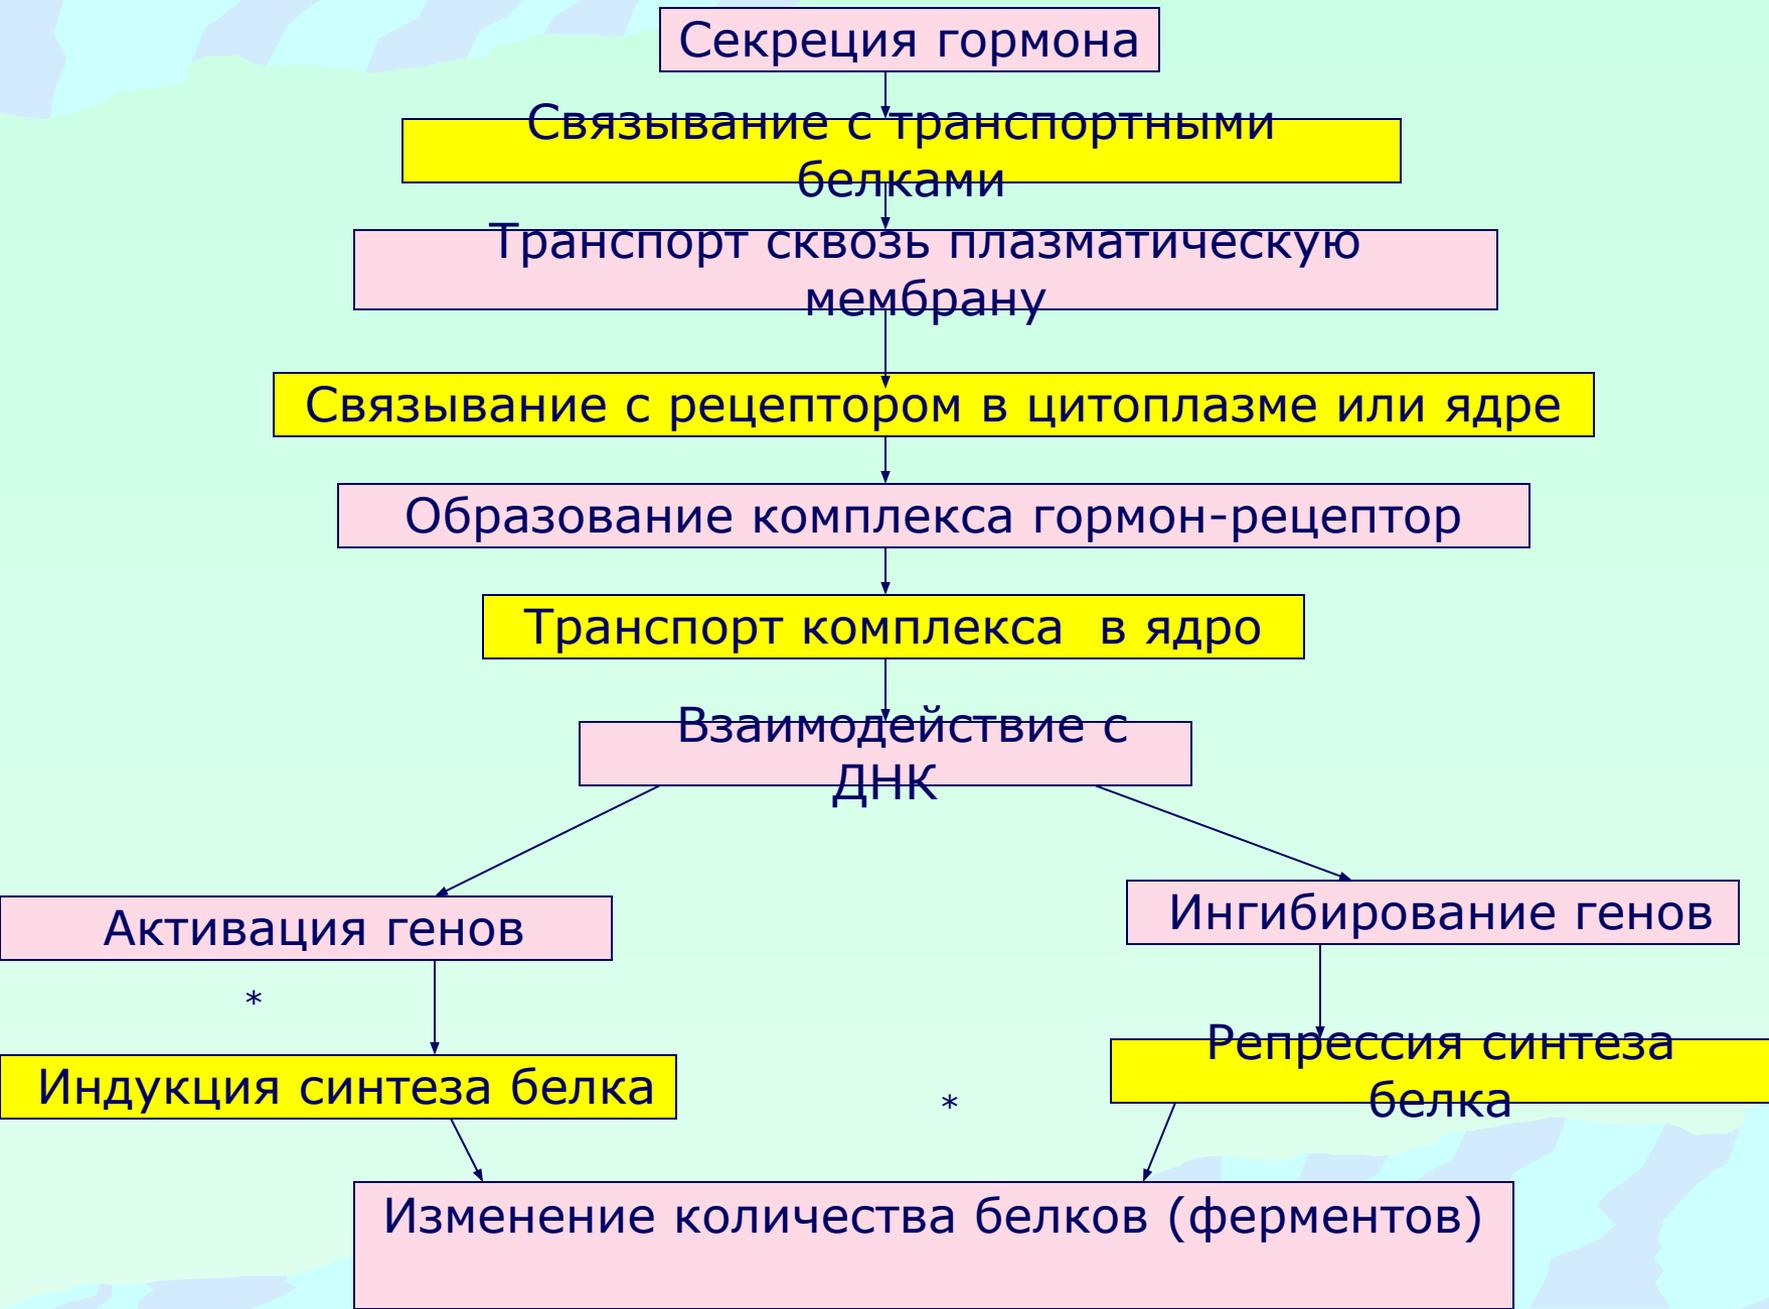 Секреция гормона
Связывание с транспортными
белками
Транспорт сквозь плазматическую
мембрану
Связывание с рецептором в цитоплазме или ядре
Образование комплекса гормон-рецептор
Транспорт комплекса в ядро
Взаимодействие с
ДНК
Активация генов
Ингибирование генов
*
Индукция синтеза белка
Репрессия синтеза
белка
*
Изменение количества белков (ферментов)